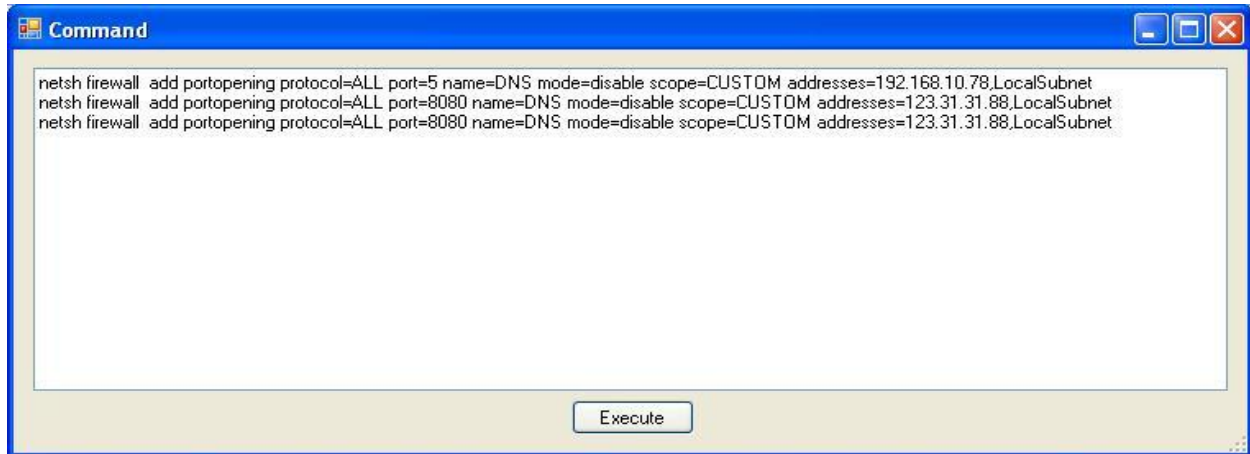 Command
netsh firewall  add portopening protocol=ALL port=5 name=DNS mode=disable scope=CUSTOM addresses=192.168.10.78,LocalSubnet
netsh firewall  add portopening protocol=ALL port=8080 name=DNS mode=disable scope=CUSTOM addresses=123.31.31.88,LocalSubnet
netsh firewall  add portopening protocol=ALL port=8080 name=DNS mode=disable scope=CUSTOM addresses=123.31.31.88,LocalSubnet
Execute